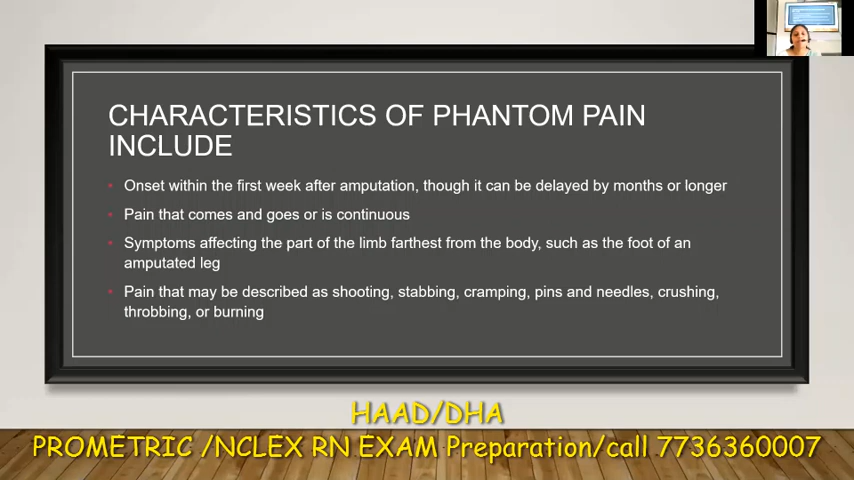 CHARACTERISTICS OF PHANTOM PAIN
INCLUDE
• Onset within the first week after amputation, though it can be delayed by months or longer
• Pain that comes and goes or is continuous
• Symptoms affecting the part of the limb farthest from the body, such as the foot of an
amputated leg
• Pain that may be described as shooting, stabbing, cramping, pins and needles, crushing,
throbbing, or burning
HAAD/DHA
PROMETRIC /NCLEX RN EXAM Preparation/call 7736360007